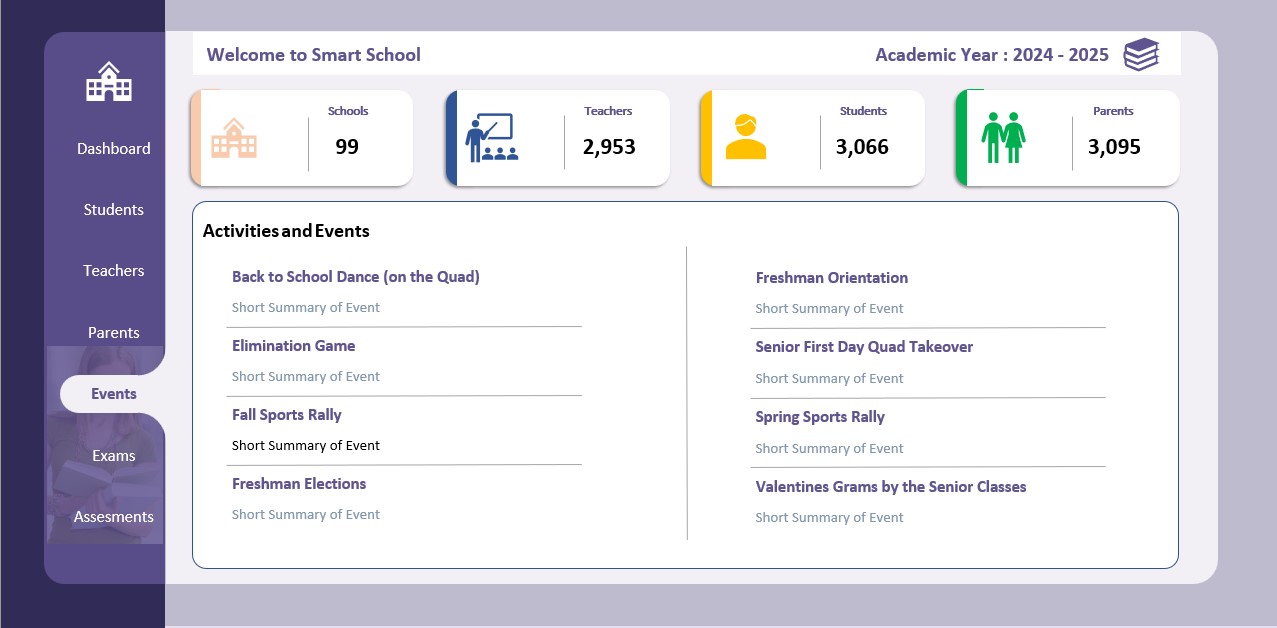 Welcome to Smart School
Academic Year : 2024 - 2025
Dashboard
Students
Teachers
Parents
Events
Exams
Assesments
Schools
99
Teachers
2,953
Students
3,066
Parents
3,095
Activities and Events
Back to School Dance (on the Quad)
Short Summary of Event
Elimination Game
Short Summary of Event
Fall Sports Rally
Short Summary of Event
Freshman Elections
Short Summary of Event
Freshman Orientation
Short Summary of Event
Senior First Day Quad Takeover
Short Summary of Event
Spring Sports Rally
Short Summary of Event
Valentines Grams by the Senior Classes
Short Summary of Event